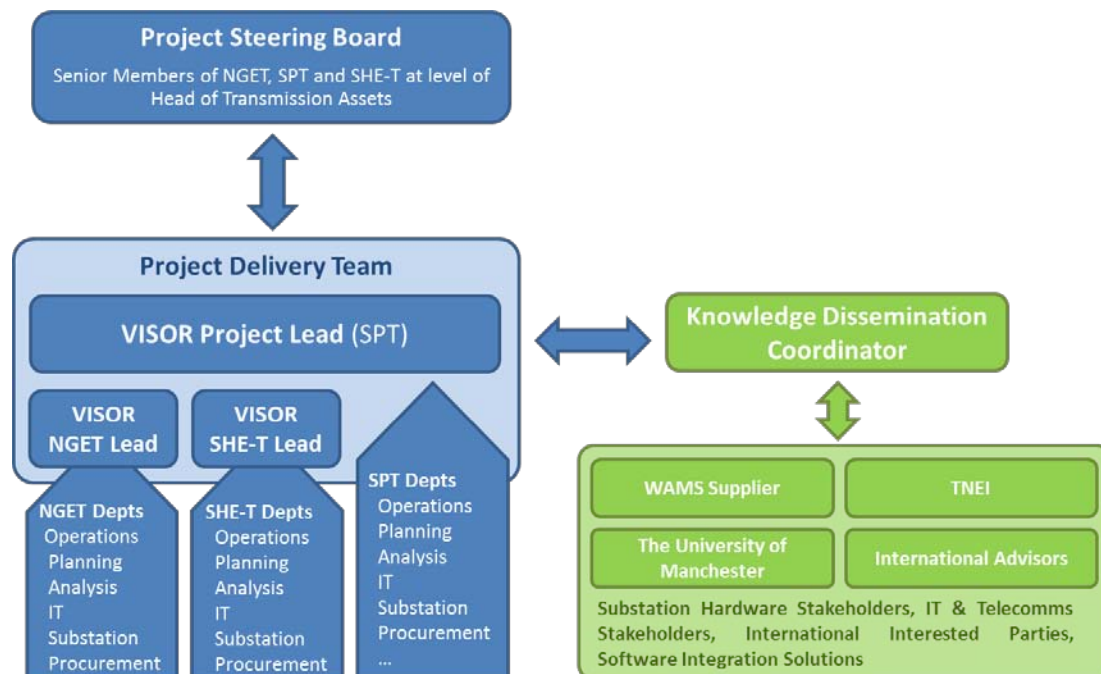 Project Steering Board
Senior Members of NGET, SPT and SHE-T at level of
Head of Transmission Assets
Project Delivery Team
VISOR Project Lead (SPT)
VISOR
NGET Lead
VISOR
SHE-T Lead
NGET Depts
Operations
Planning
Analysis
IT
Substation
Procurement
SHE-T Depts
Operations
Planning
Analysis
IT
Substation
Procurement
SPT Depts
Operations
Planning
Analysis
IT
Substation
Procurement
...
Knowledge Dissemination
Coordinator
WAMS Supplier
TNEI
The University of
Manchester
International Advisors
Substation Hardware Stakeholders, IT & Telecomms
Stakeholders, International Interested Parties,
Software Integration Solutions